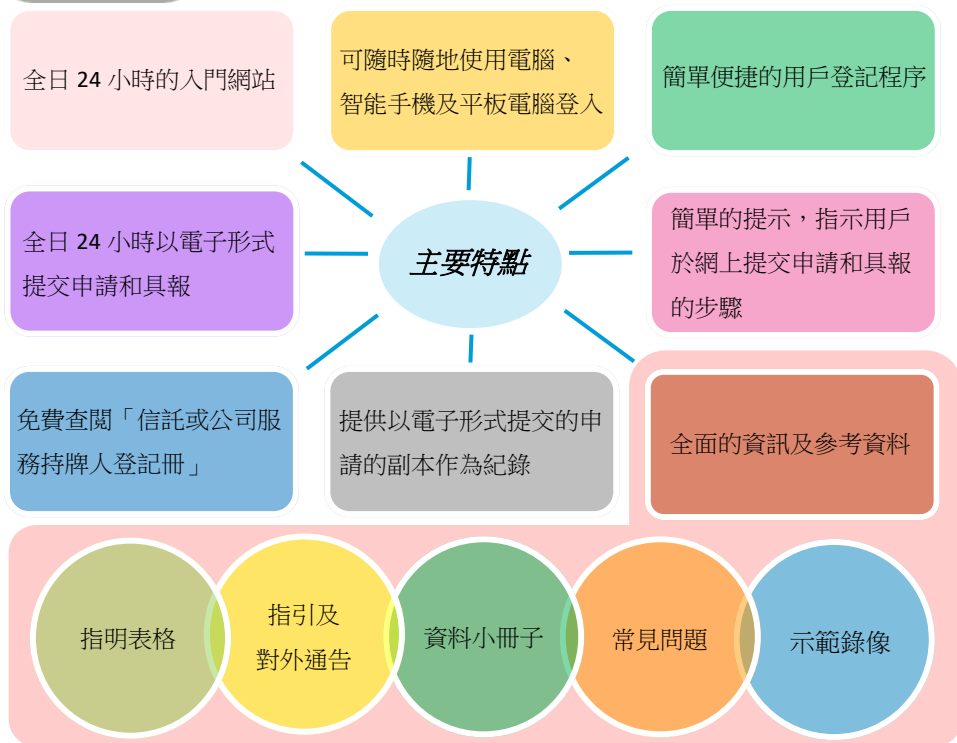 全日 24 小時的入門網站
可隨時隨地使用電腦、
智能手機及平板電腦登入
簡單便捷的用戶登記程序
全日 24 小時以電子形式
提交申請和具報
主要特點
簡單的提示，指示用戶
於網上提交申請和具報
的步驟
免費查閱「信託或公司服
務持牌人登記冊」
提供以電子形式提交的申
請的副本作為紀錄
全面的資訊及參考資料
指明表格
指引及
對外通告
資料小冊子
常見問題
示範錄像